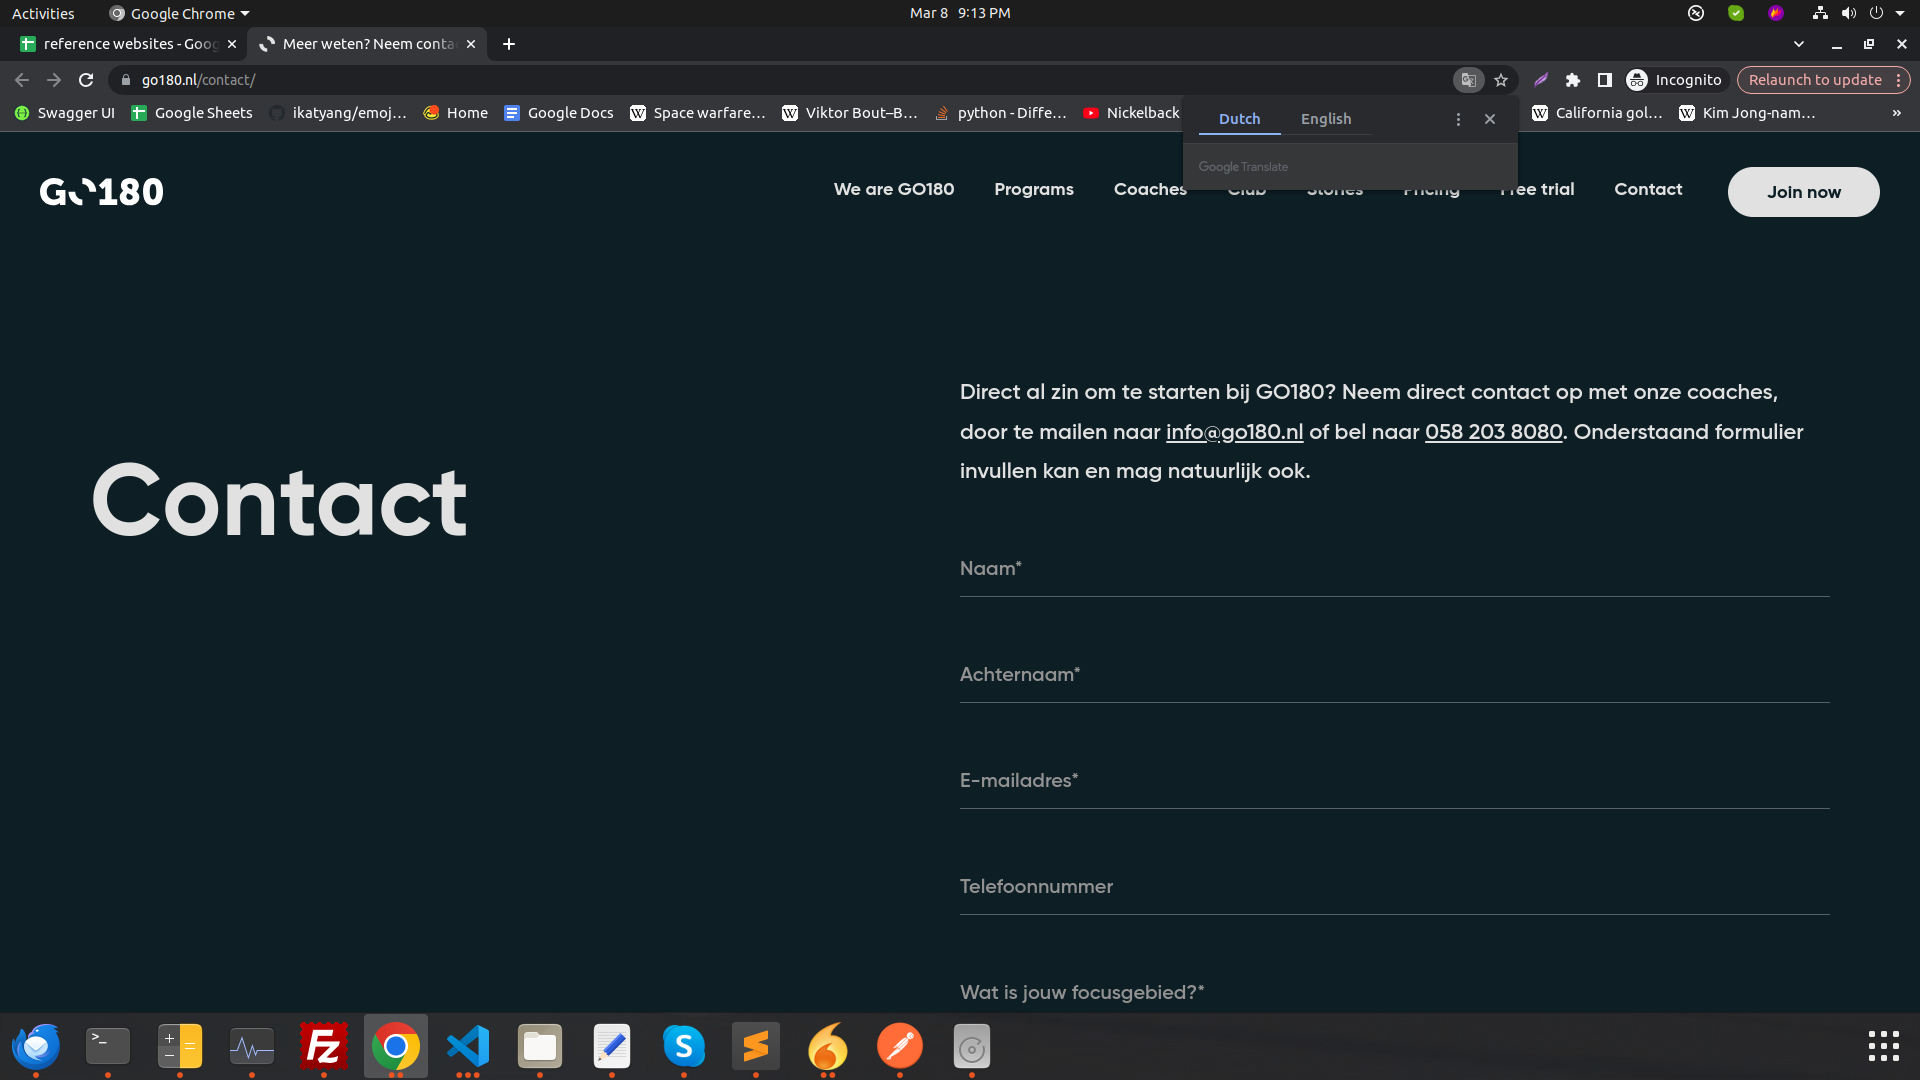 Activities
Google Chrome
Mar 8 9:13 PM
reference websites - Goog
Meer weten? Neem conta
go180.nl/contact/
Incognito
Relaunch to update
Swagger UI
Google Sheets
ikatyang/emoj…
Home
Google Docs
Space warfare…
Viktor Bout–B…
python - Diffe…
Nickelback
California gol…
Kim Jong-nam…
»
Dutch
English
Google Translate
GO180
We are GO180
Programs
Coaches
Club
Stories
Pricing
Free trial
Contact
Join now
Contact
Direct al zin om te starten bij GO180? Neem direct contact op met onze coaches,
door te mailen naar info@go180.nl of bel naar 058 203 8080. Onderstaand formulier
invullen kan en mag natuurlijk ook.
Naam*
Achternaam*
E-mailadres*
Telefoonnummer
Wat is jouw focusgebied?*